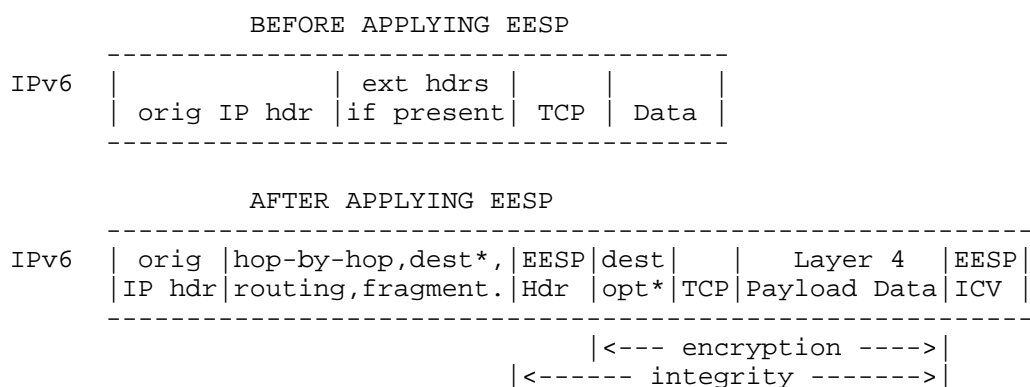 BEFORE APPLYING EESP
      ---------------------------------------
IPv6  |             | ext hdrs |     |      |
      | orig IP hdr |if present| TCP | Data |
      ---------------------------------------

               AFTER APPLYING EESP
      ----------------------------------------------------------
IPv6  | orig |hop-by-hop,dest*,|EESP|dest|   |   Layer 4  |EESP|
      |IP hdr|routing,fragment.|Hdr |opt*|TCP|Payload Data|ICV |
      ----------------------------------------------------------
                                    |<--- encryption ---->|
                               |<------ integrity ------->|